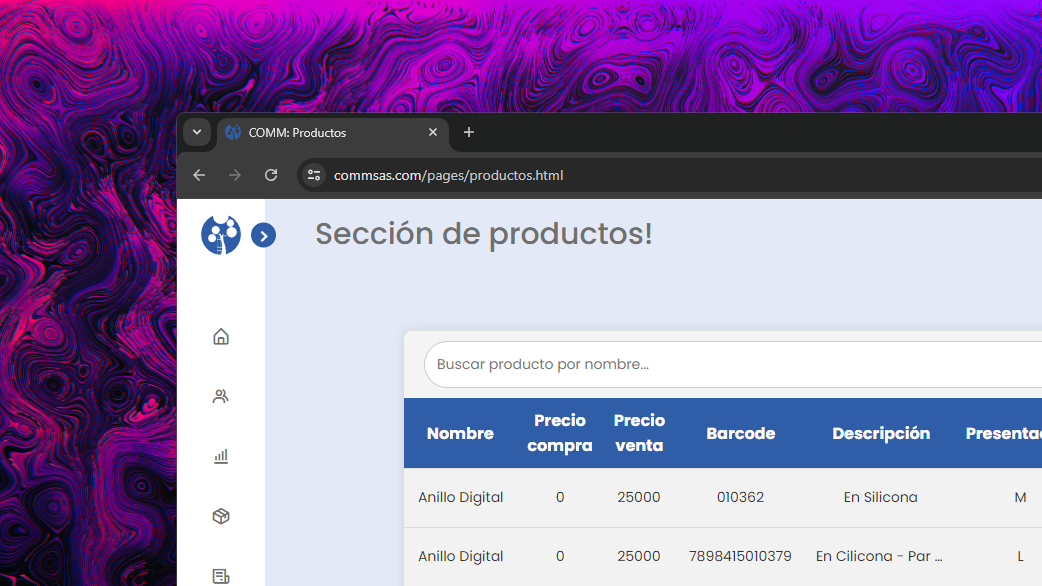 COMM: Productos
commsas.com/pages/productos.html
Sección de productos!
Buscar producto por nombre...
Nombre Precio compra Precio venta Barcode Descripción Presentac
Anillo Digital 0 25000 010362 En Silicona M
Anillo Digital 0 25000 7898415010379 En Cilicona - Par ... L